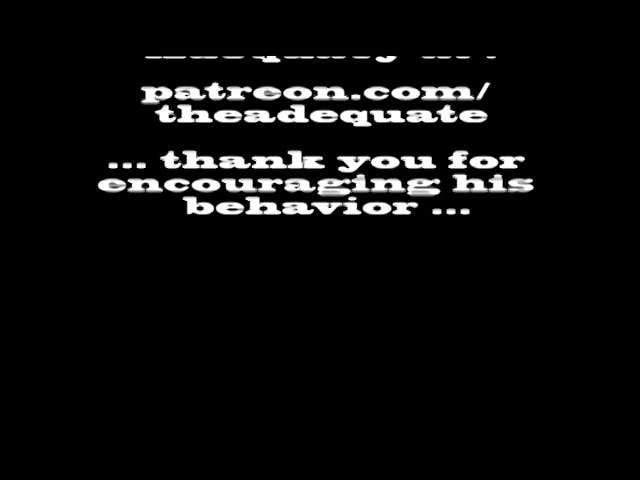 patreon.com/
theadequate
... thank you for
encouraging his
behavior ...